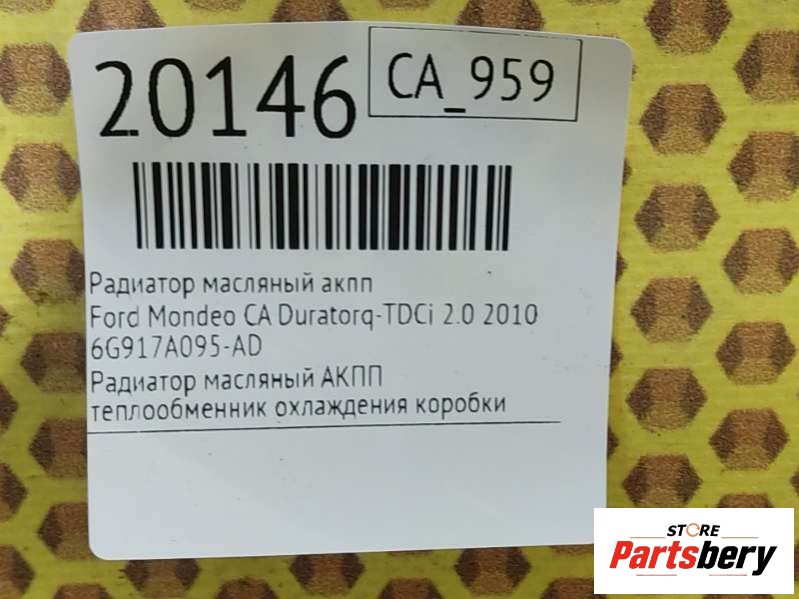 20146
CA_959
Радиатор масляный акпп
Ford Mondeo CA Duratorq-TDCi 2.0 2010
6G917A095-AD
Радиатор масляный АКПП
теплообменник охлаждения коробки
STORE
Partsbery